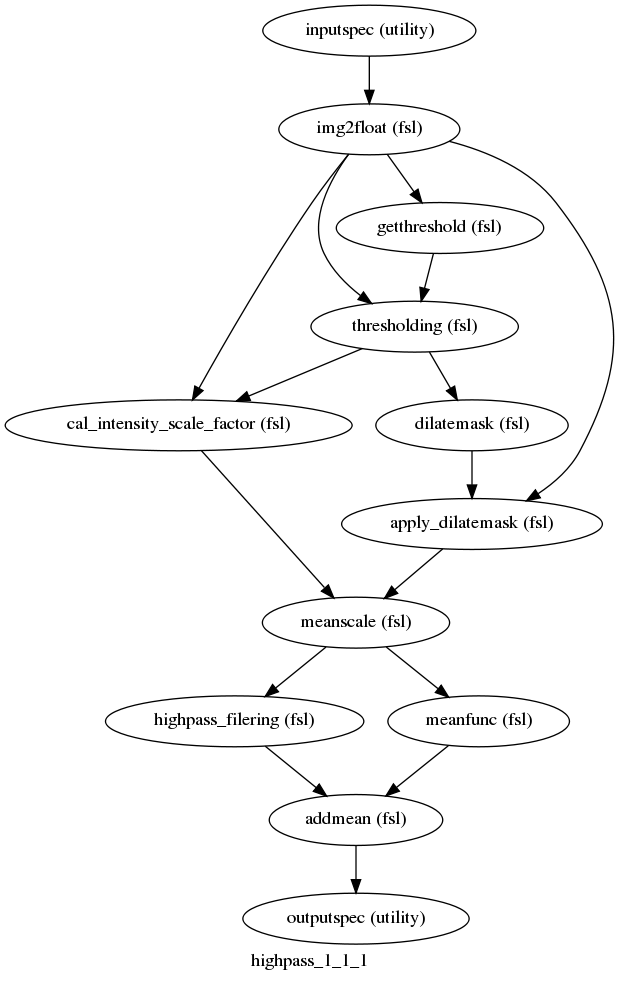 inputspec (utility)
img2float (fsl)
getthreshold (fsl)
thresholding (fsl)
cal_intensity_scale_factor (fsl)
dilatemask (fsl)
apply_dilatemask (fsl)
meanscale (fsl)
highpass_filering (fsl)
meanfunc (fsl)
addmean (fsl)
outputspec (utility)
highpass_1_1_1